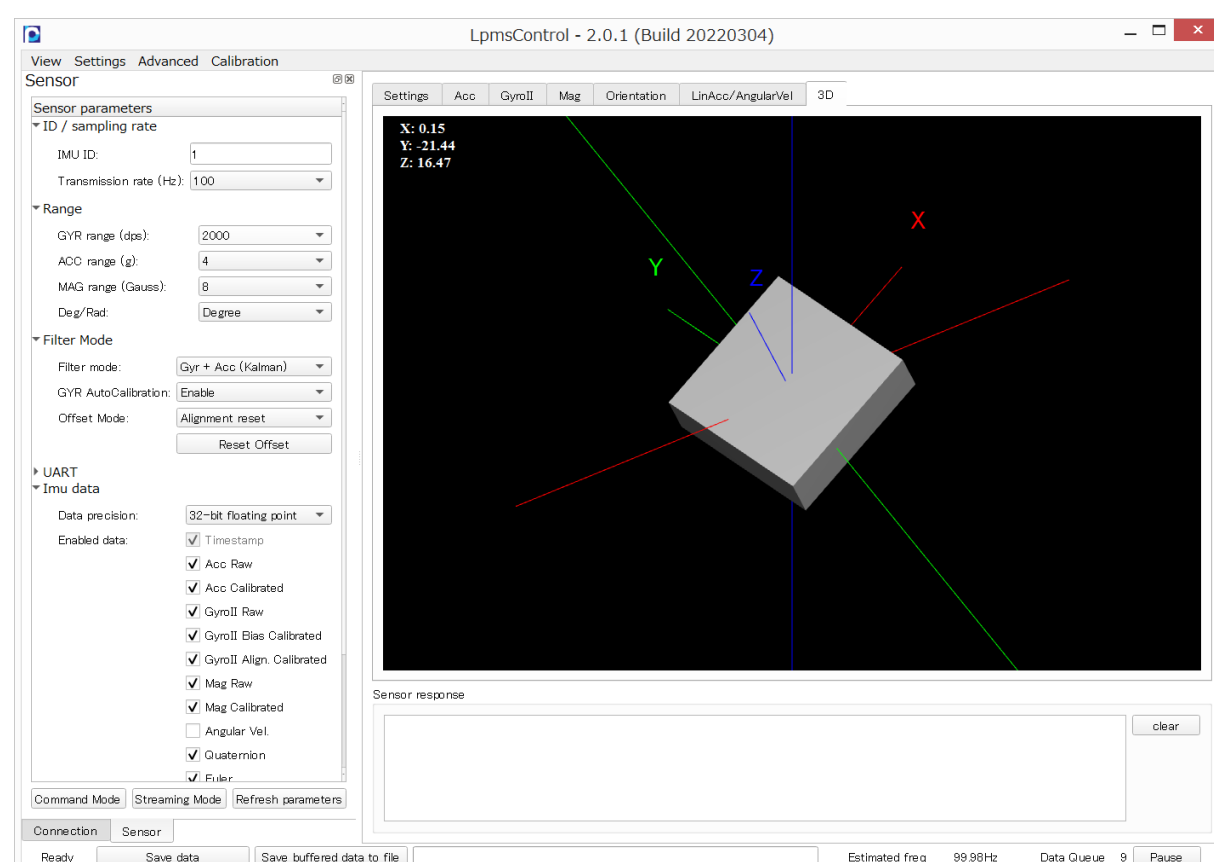 LpmsControl - 2.0.1 (Build 20220304)
View Settings Advanced Calibration
Sensor
Sensor parameters
ID / sampling rate
IMU ID: 1
Transmission rate (Hz): 100
Range
GYR range (dps): 2000
ACC range (g): 4
MAG range (Gauss): 8
Deg/Rad: Degree
Filter Mode
Filter mode: Gyr + Acc (Kalman)
GYR AutoCalibration: Enable
Offset Mode: Alignment reset
Reset Offset
UART
Imu data
Data precision: 32-bit floating point
Enabled data: Timestamp
Acc Raw
Acc Calibrated
GyroII Raw
GyroII Bias Calibrated
GyroII Align. Calibrated
Mag Raw
Mag Calibrated
Angular Vel.
Quaternion
Euler
Command Mode Streaming Mode Refresh parameters
Connection Sensor
Settings Acc GyroII Mag Orientation LinAcc/AngularVel 3D
X: 0.15
Y: -21.44
Z: 16.47
X
Y
Z
Sensor response
clear
Ready Save data Save buffered data to file Estimated freq 99.98Hz Data Queue 9 Pause